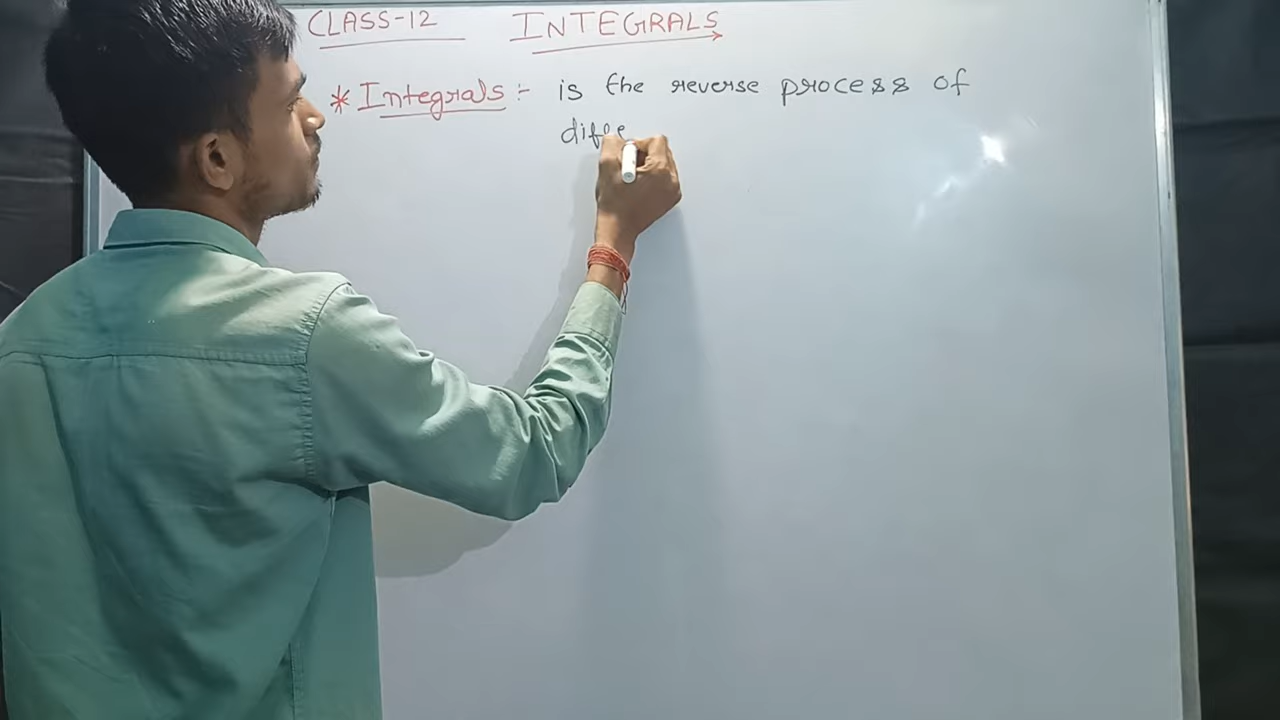 CLASS-12 INTEGRALS
* Integrals :- is the reverse process of
diffe